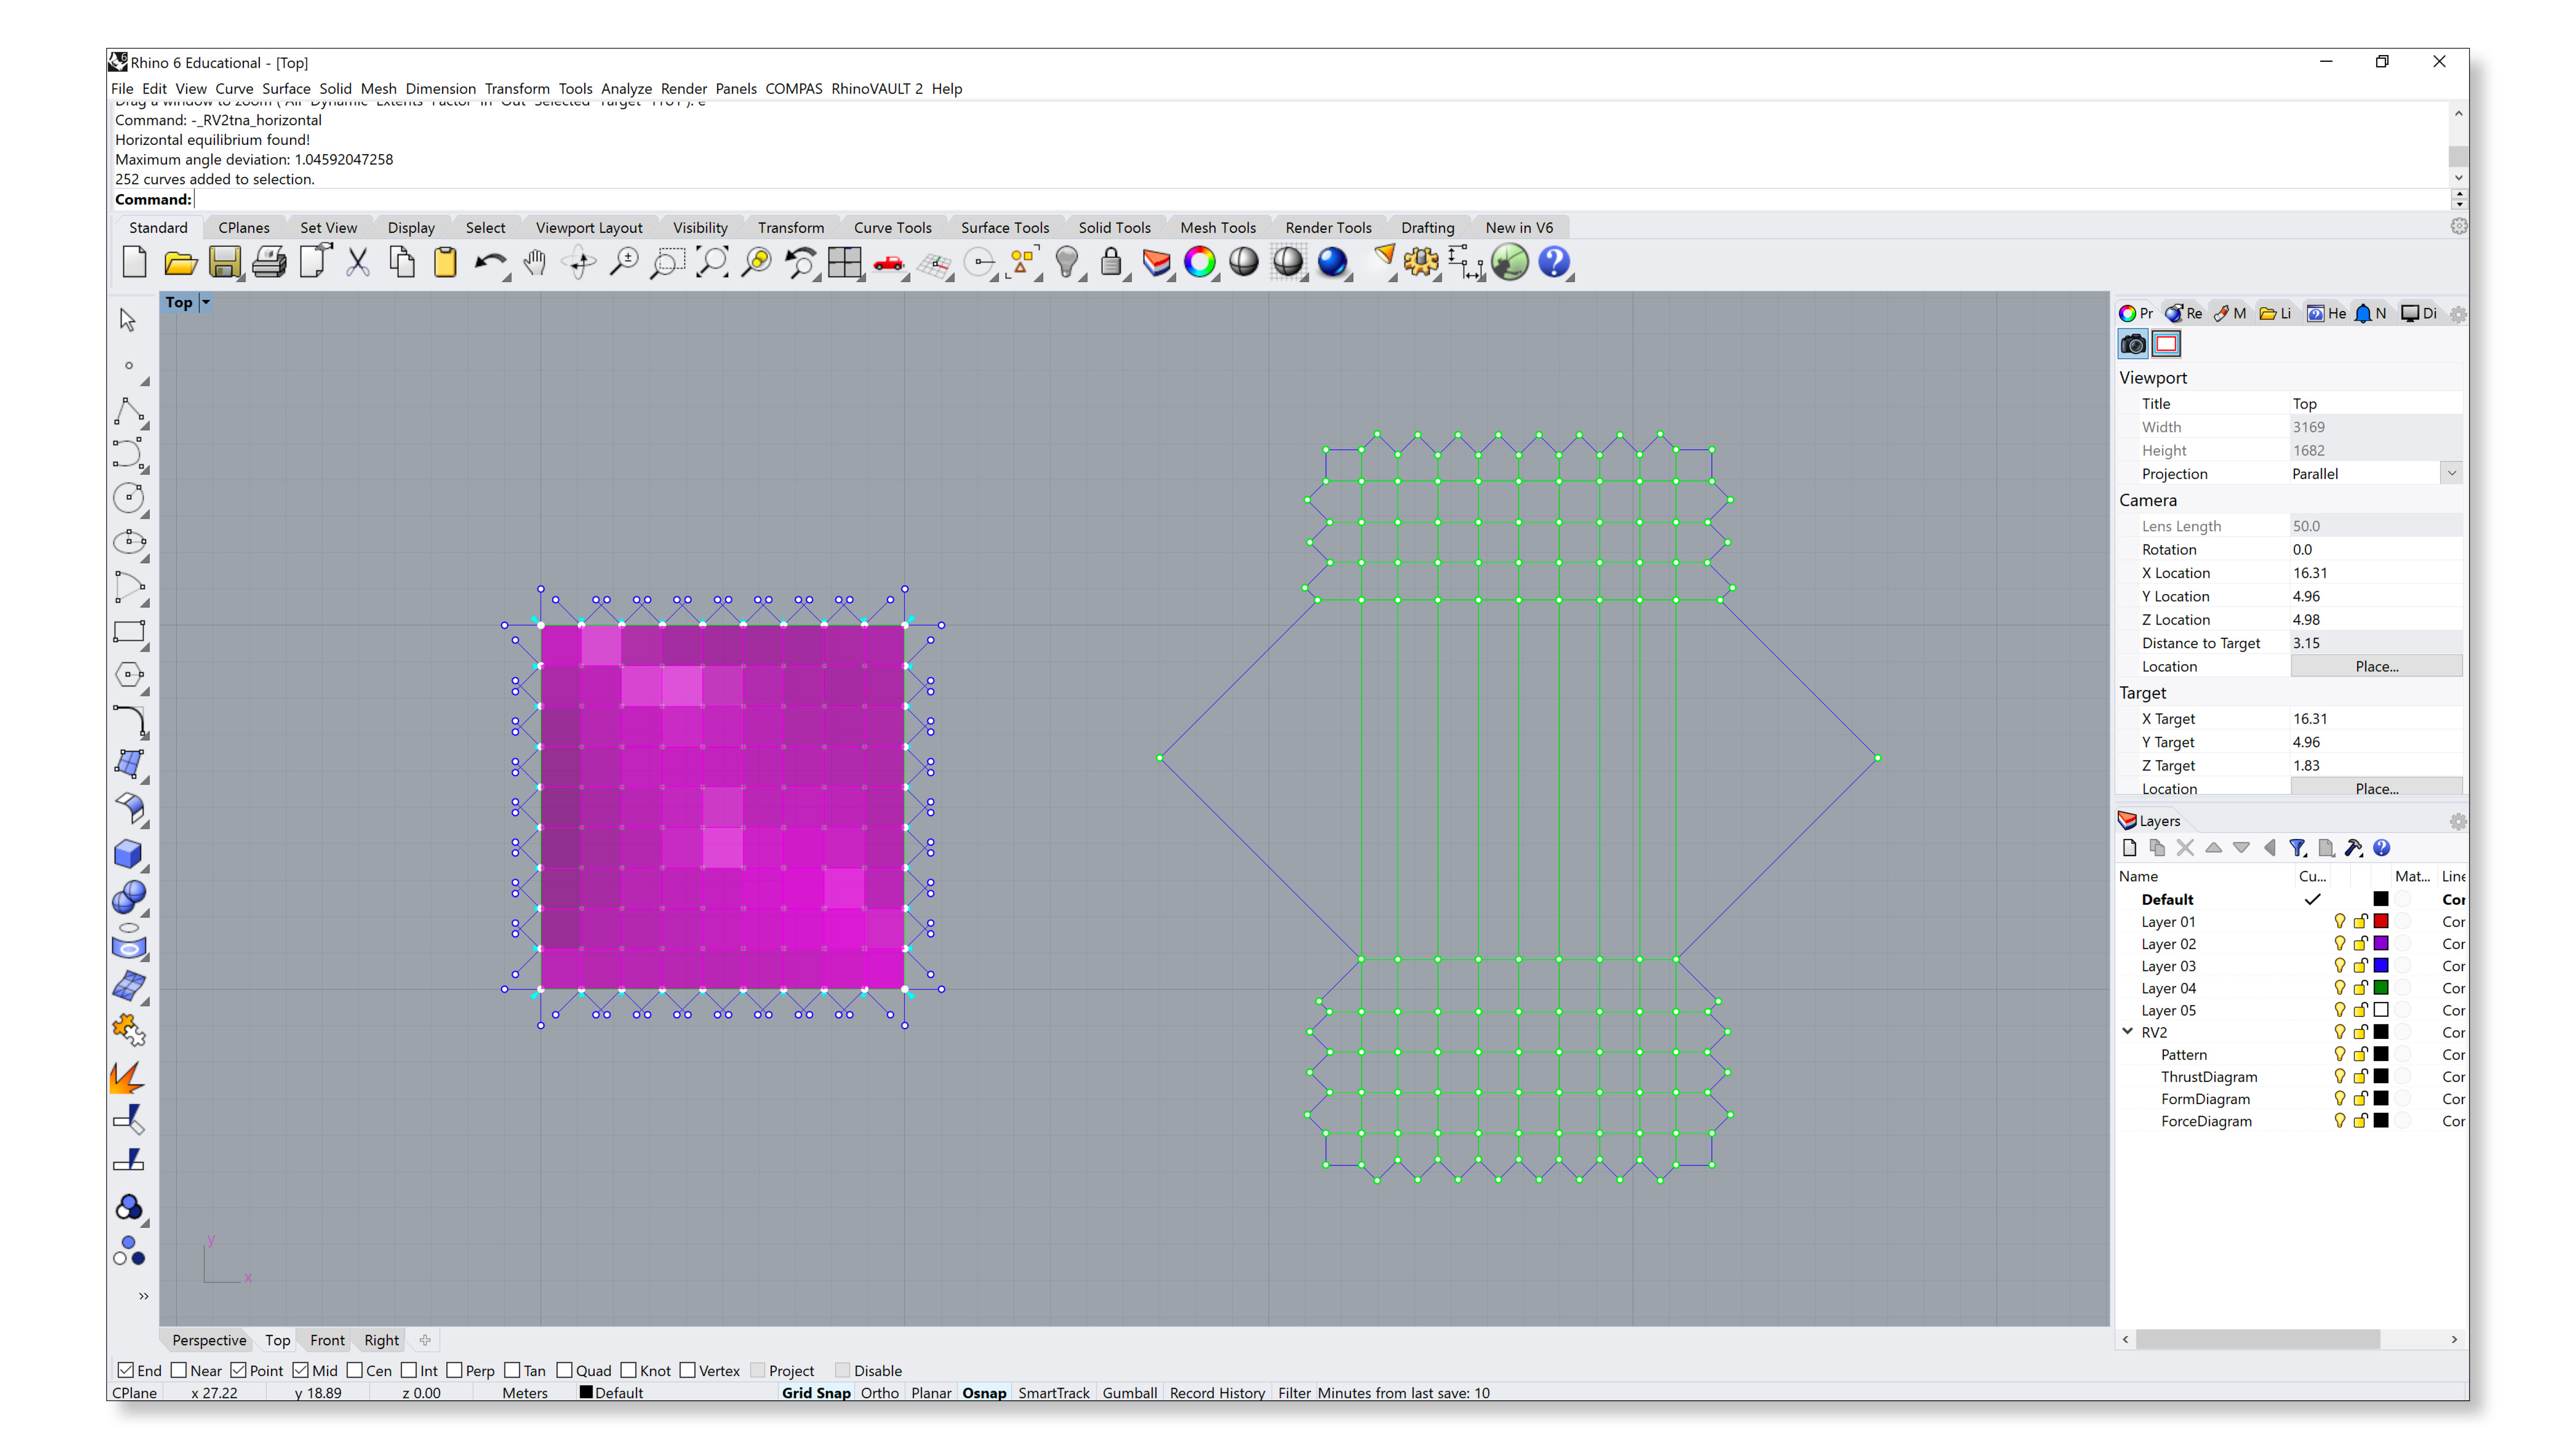 Rhino 6 Educational - [Top]
File Edit View Curve Surface Solid Mesh Dimension Transform Tools Analyze Render Panels COMPAS RhinoVAULT 2 Help
Command: -_RV2tna_horizontal
Horizontal equilibrium found!
Maximum angle deviation: 1.04592047258
252 curves added to selection.
Command:
Standard CPlanes Set View Display Select Viewport Layout Visibility Transform Curve Tools Surface Tools Solid Tools Mesh Tools Render Tools Drafting New in V6
Top
Pr Re M Li He N Di
Viewport
Title Top
Width 3169
Height 1682
Projection Parallel
Camera
Lens Length 50.0
Rotation 0.0
X Location 16.31
Y Location 4.96
Z Location 4.98
Distance to Target 3.15
Location Place...
Target
X Target 16.31
Y Target 4.96
Z Target 1.83
Location Place...
Layers
Name Cu... Mat... Line
Default Cor
Layer 01 Cor
Layer 02 Cor
Layer 03 Cor
Layer 04 Cor
Layer 05 Cor
RV2 Cor
Pattern Cor
ThrustDiagram Cor
FormDiagram Cor
ForceDiagram Cor
y
x
Perspective Top Front Right
End Near Point Mid Cen Int Perp Tan Quad Knot Vertex Project Disable
CPlane x 27.22 y 18.89 z 0.00 Meters Default Grid Snap Ortho Planar Osnap SmartTrack Gumball Record History Filter Minutes from last save: 10